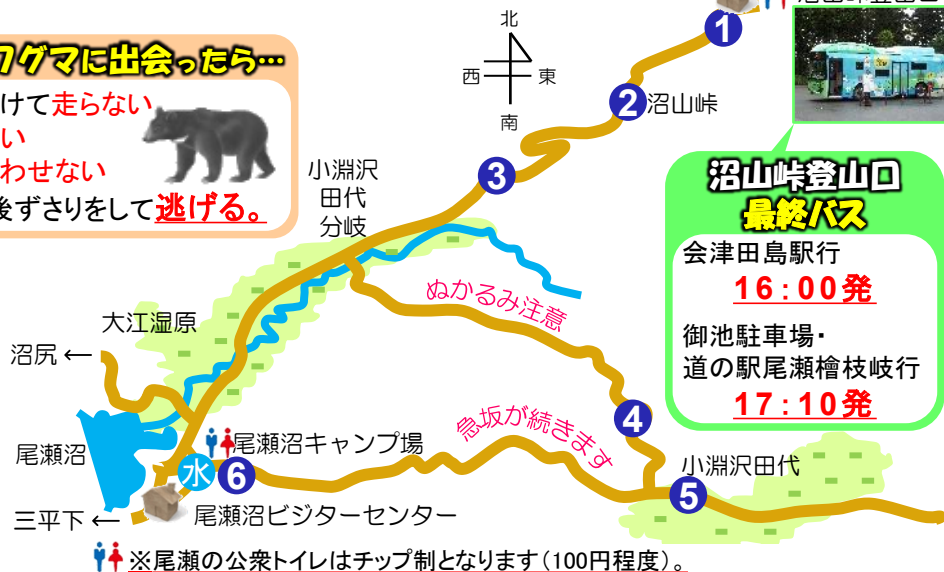 北
西
東
南
1
2
沼山峠
3
グマに出会ったら…
けて走らない
い
わせない
後ずさりをして逃げる。
小淵沢
田代
分岐
沼山峠登山口
最終バス
会津田島駅行
16:00発
御池駐車場・
道の駅尾瀬檜枝岐行
17:10発
ぬかるみ注意
大江湿原
沼尻←
4
急坂が続きます
尾瀬沼
尾瀬沼キャンプ場
水
6
小淵沢田代
5
三平下←
尾瀬沼ビジターセンター
※尾瀬の公衆トイレはチップ制となります(100円程度)。